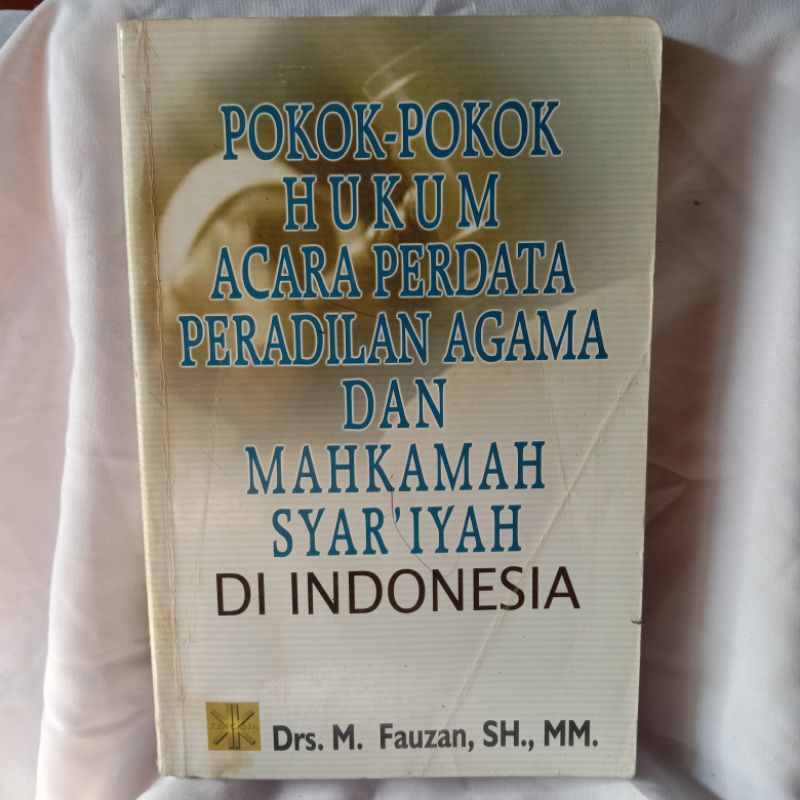 POKOK-POKOK
HUKUM
ACARA PERDATA
PERADILAN AGAMA
DAN
MAHKAMAH
SYAR'IYAH
DI INDONESIA
Drs. M. Fauzan, SH., MM.